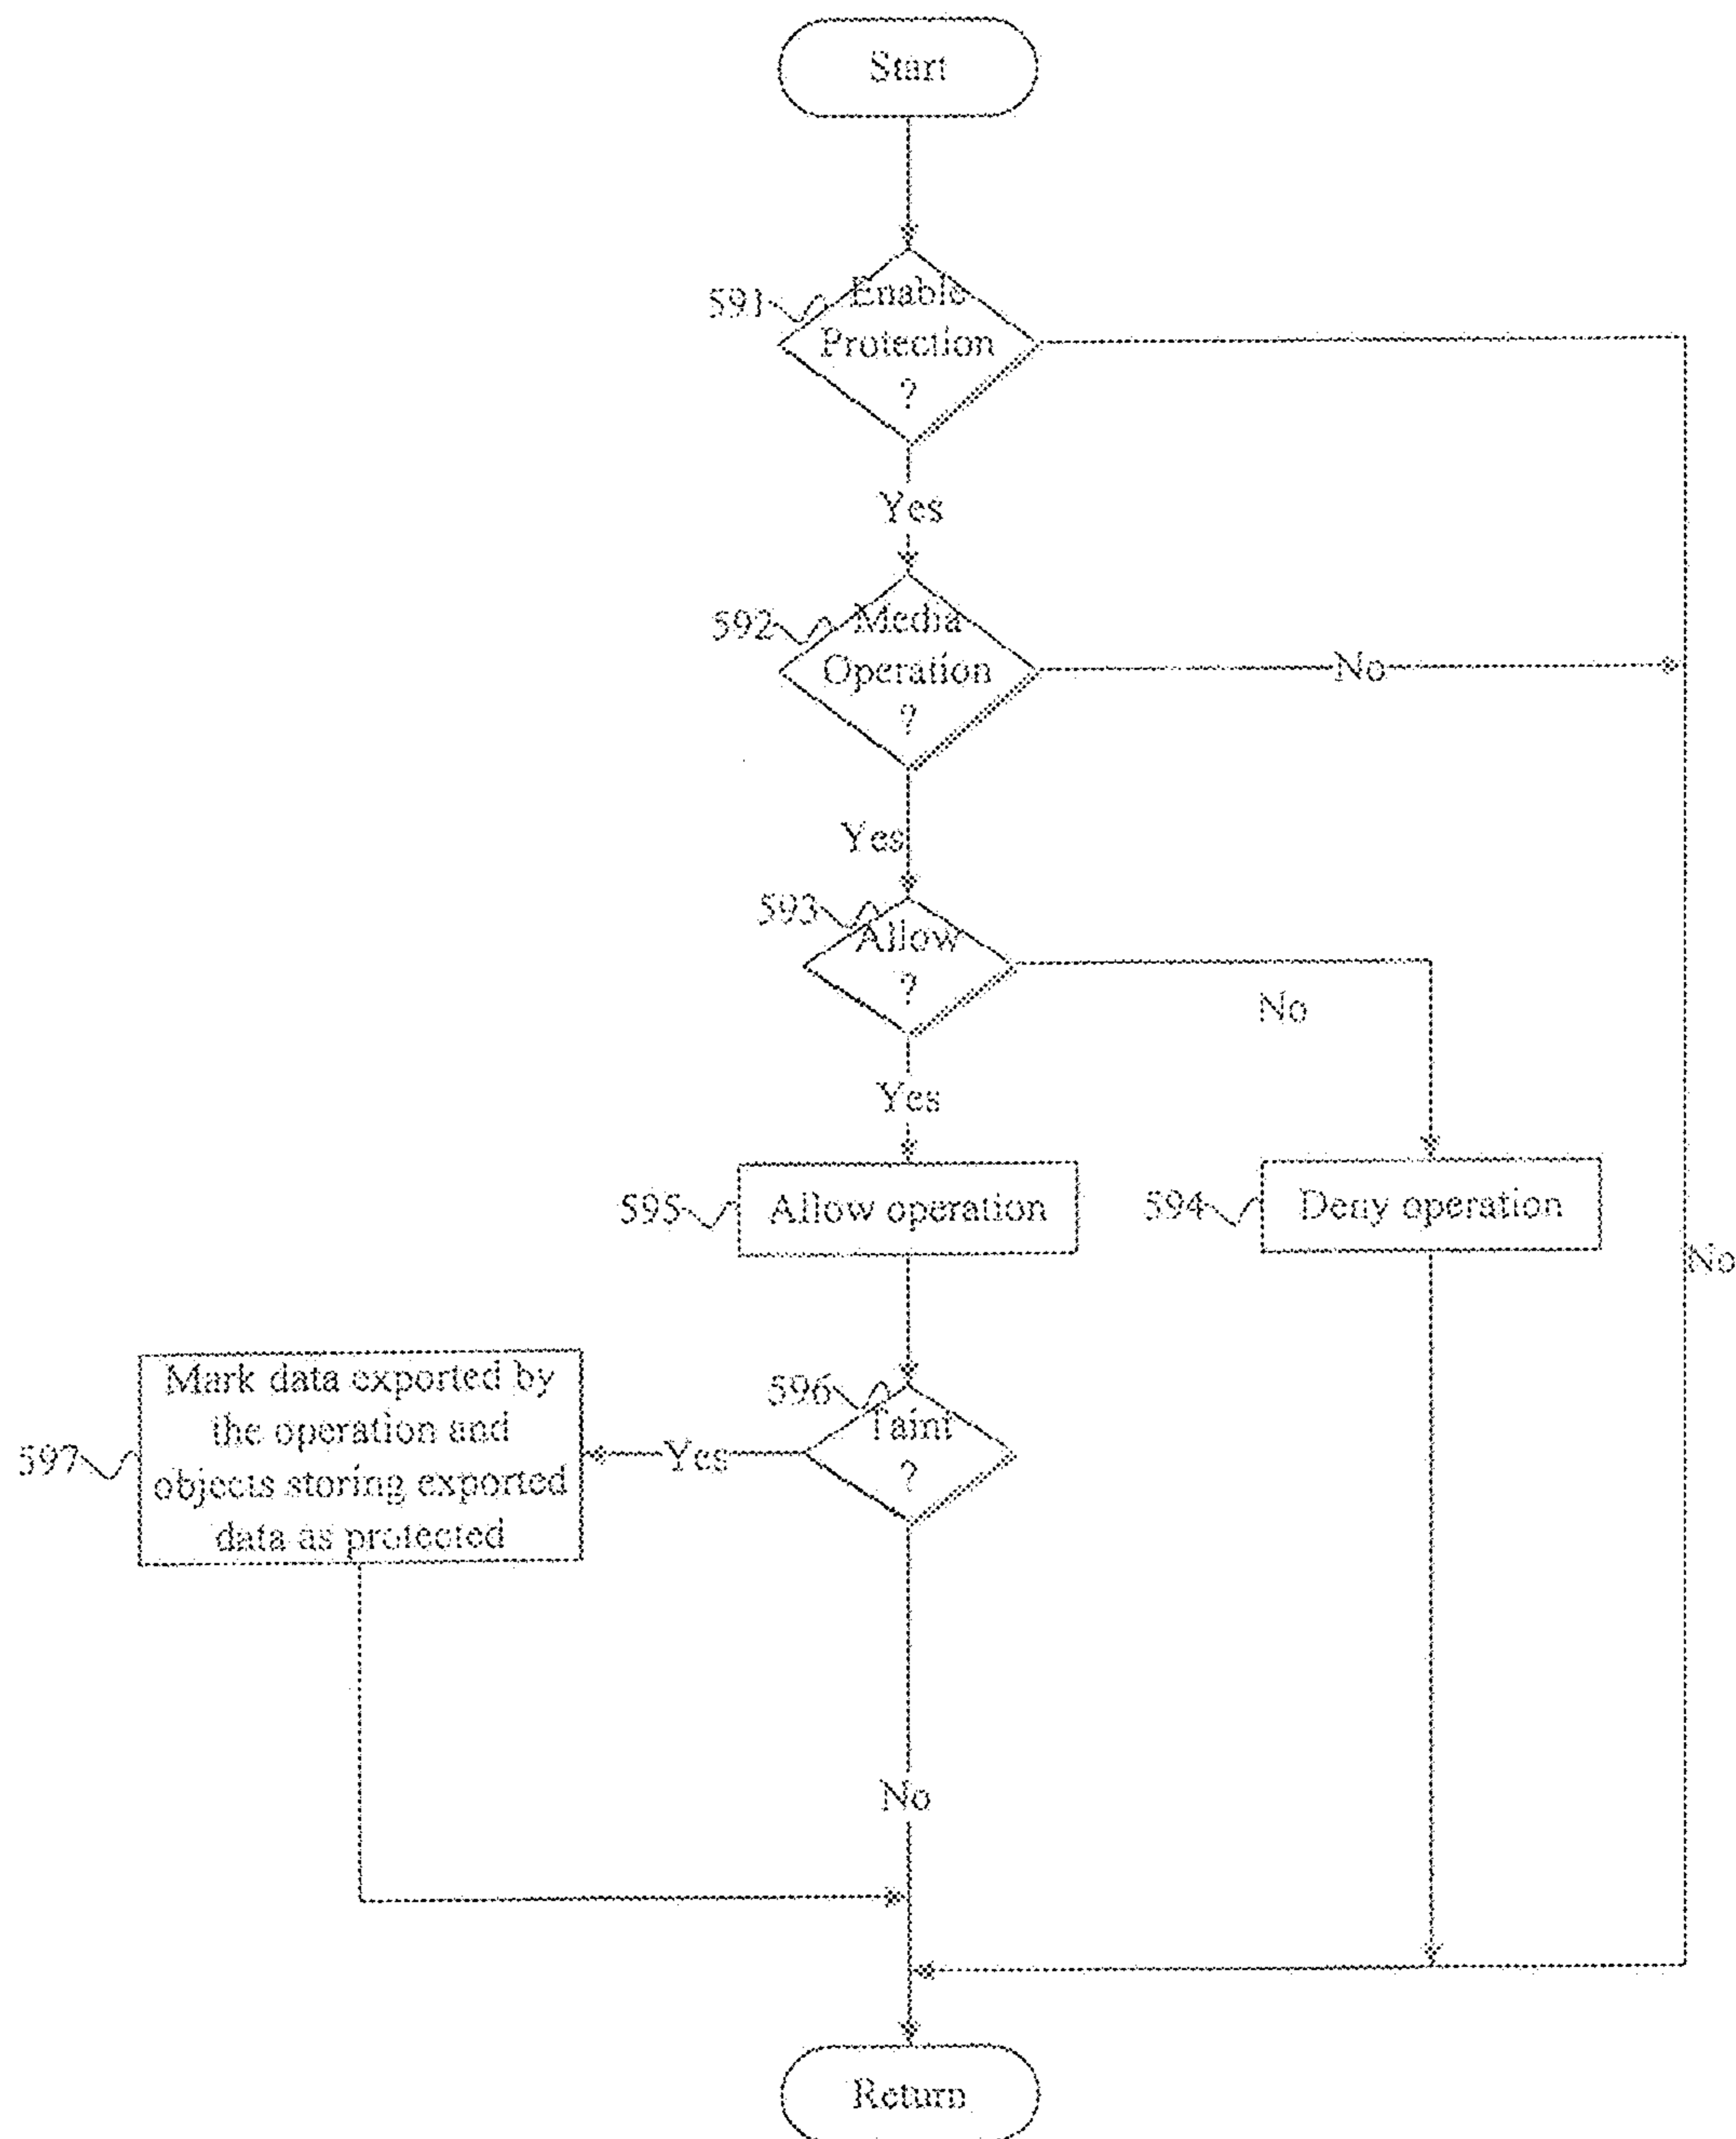 Start
591
Enable
Protection
?
Yes
592
Media
Operation
?
No
Yes
593
Allow
?
No
Yes
595
Allow operation
594
Deny operation
No
Mark data exported by
the operation and
objects storing exported
data as protected
597
Yes
596
Taint
?
No
Return